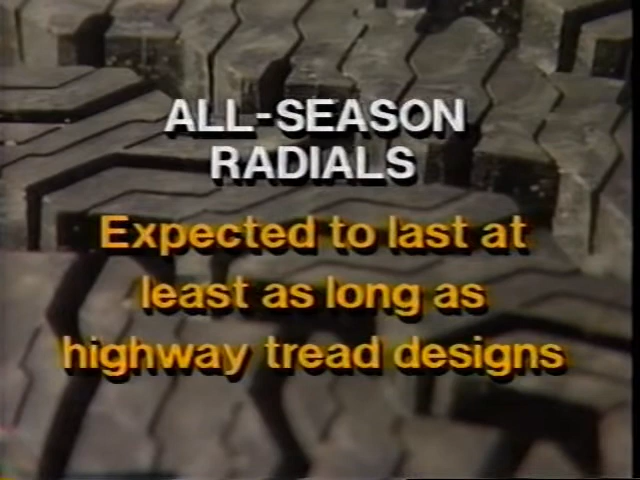 ALL-SEASON
RADIALS
Expected to last at
least as long as
highway tread designs